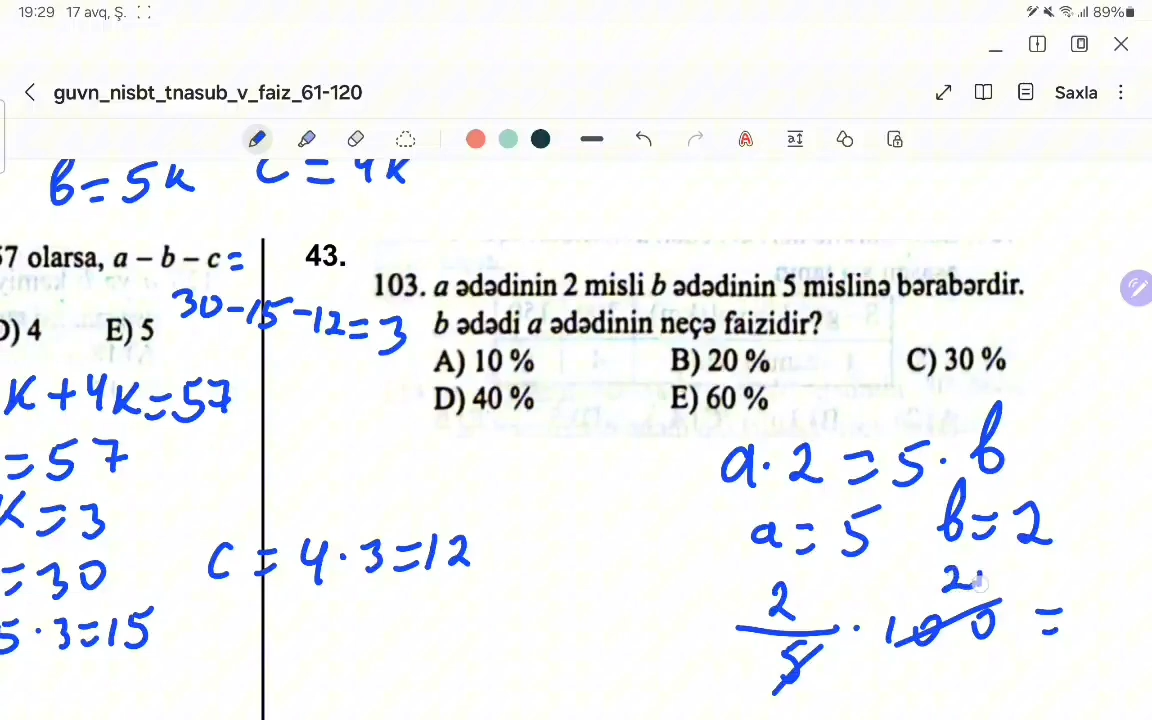 19:29 17 avq, Ş. 89%
guvn_nisbt_tnasub_v_faiz_61-120 Saxla
b = 5k c = 4k
57 olarsa, a – b – c =
30 - 15 - 12 = 3
D) 4 E) 5
k + 4k = 57
= 57
k = 3
= 30
5 · 3 = 15
c = 4 · 3 = 12
43.
103. a ədədinin 2 misli b ədədinin 5 mislinə bərabərdir.
b ədədi a ədədinin neçə faizidir?
A) 10 % B) 20 % C) 30 %
D) 40 % E) 60 %
a · 2 = 5 · b
a = 5 b = 2
2/5 · 100 =
2